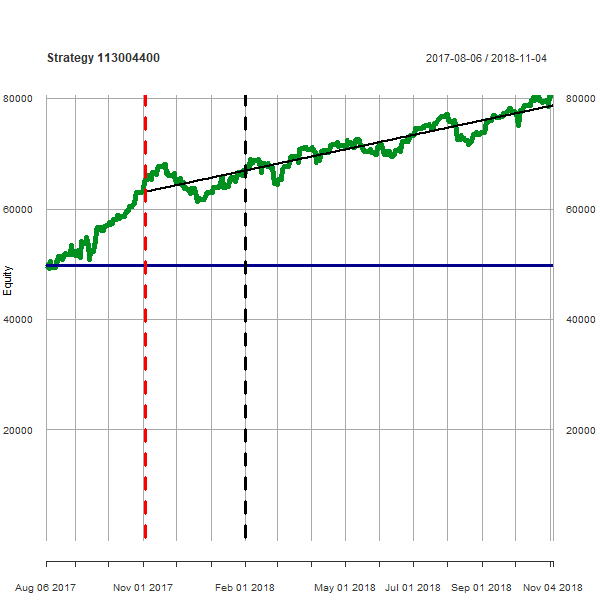 Strategy 113004400
2017-08-06 / 2018-11-04
80000
80000
60000
60000
Equity
40000
40000
20000
20000
Aug 06 2017
Nov 01 2017
Feb 01 2018
May 01 2018
Jul 01 2018
Sep 01 2018
Nov 04 2018